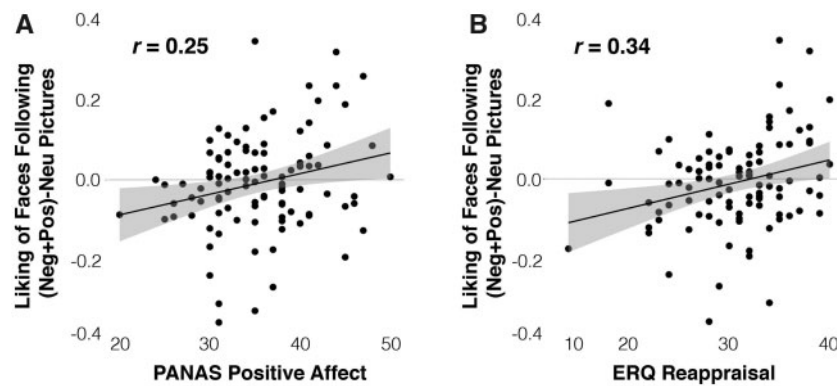 A
r = 0.25
Liking of Faces Following
(Neg+Pos)-Neu Pictures
0.4
0.2
0.0
-0.2
-0.4
20 30 40 50
PANAS Positive Affect
B
r = 0.34
Liking of Faces Following
(Neg+Pos)-Neu Pictures
0.4
0.2
0.0
-0.2
-0.4
10 20 30 40
ERQ Reappraisal